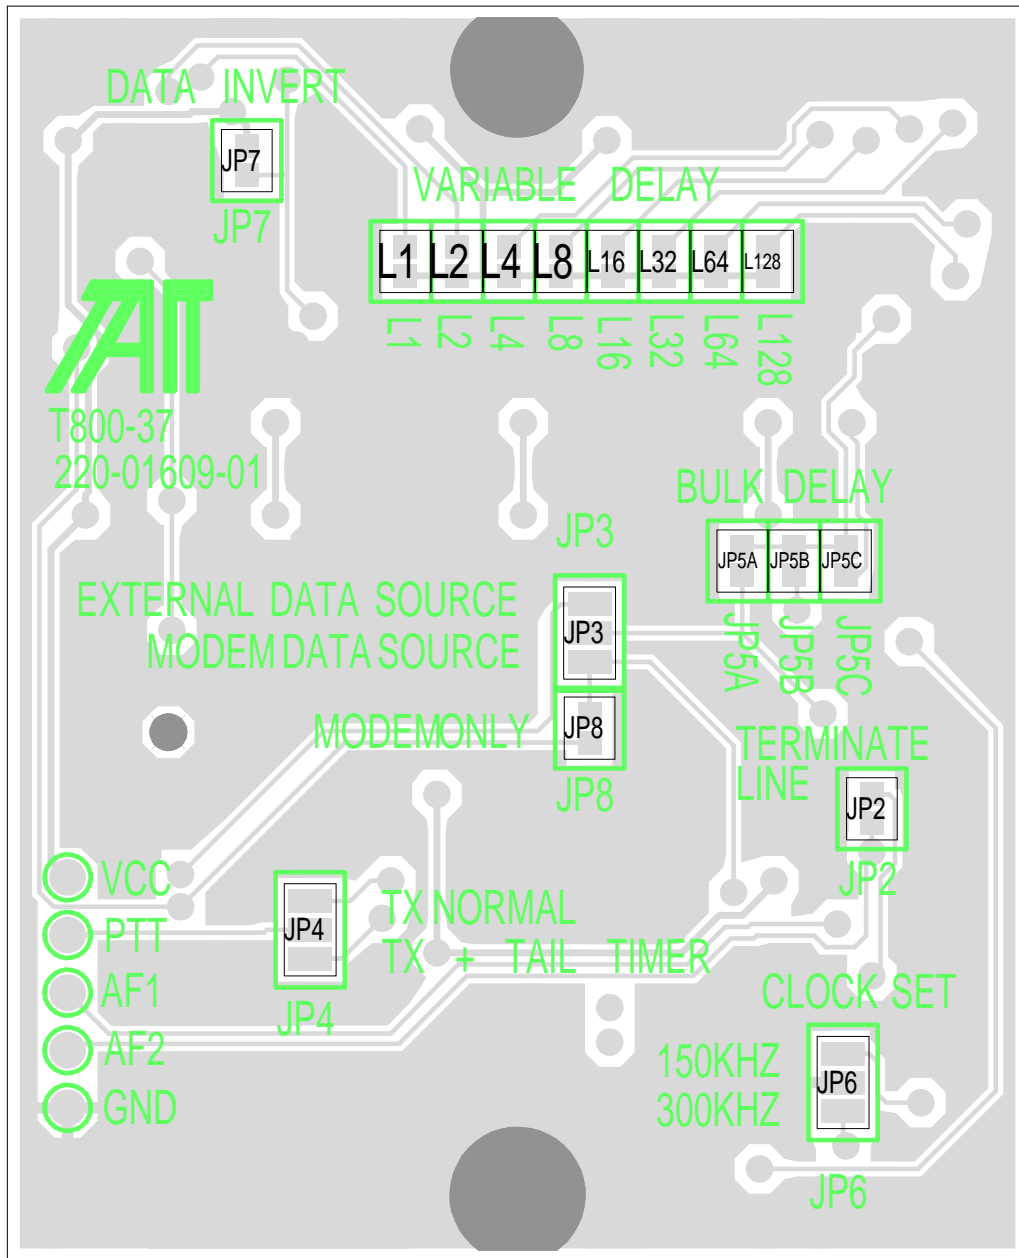 DATA INVERT
JP7
JP7
VARIABLE DELAY
L1 L2 L4 L8 L16 L32 L64 L128
L1 L2 L4 L8 L16 L32 L64 L128
TAIT
T800-37
220-01609-01
BULK DELAY
JP5A JP5B JP5C
JP5A JP5B JP5C
JP3
EXTERNAL DATA SOURCE
JP3
MODEM DATA SOURCE
MODEM ONLY
JP8
JP8
TERMINATE
LINE
JP2
JP2
VCC
PTT
AF1
AF2
GND
JP4
JP4
TX NORMAL
TX + TAIL TIMER
CLOCK SET
150KHZ
300KHZ
JP6
JP6